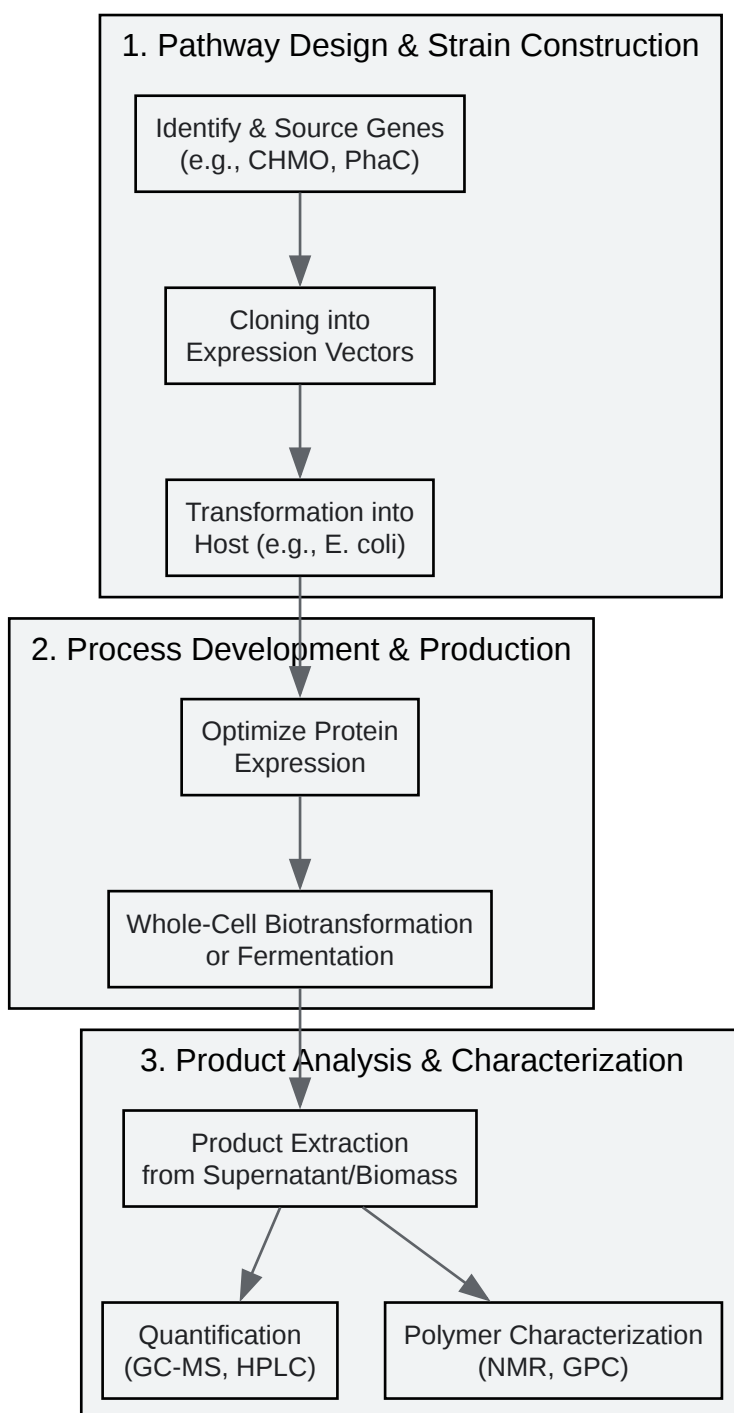 1. Pathway Design & Strain Construction
Identify & Source Genes
(e.g., CHMO, PhaC)
Cloning into
Expression Vectors
Transformation into
Host (e.g., E. coli)
2. Process Development & Production
Optimize Protein
Expression
Whole-Cell Biotransformation
or Fermentation
3. Product Analysis & Characterization
Product Extraction
from Supernatant/Biomass
Quantification
(GC-MS, HPLC)
Polymer Characterization
(NMR, GPC)